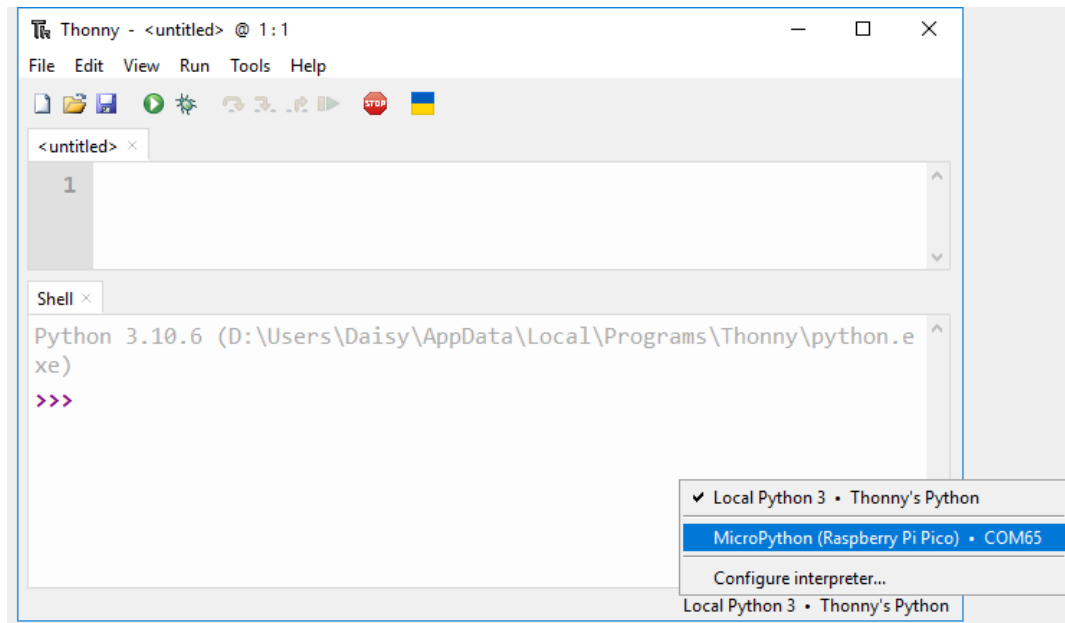 Thonny - <untitled> @ 1:1
File Edit View Run Tools Help
STOP
<untitled> ×
1
Shell ×
Python 3.10.6 (D:\Users\Daisy\AppData\Local\Programs\Thonny\python.e
xe)
>>>
✓ Local Python 3 • Thonny's Python
MicroPython (Raspberry Pi Pico) • COM65
Configure interpreter...
Local Python 3 • Thonny's Python